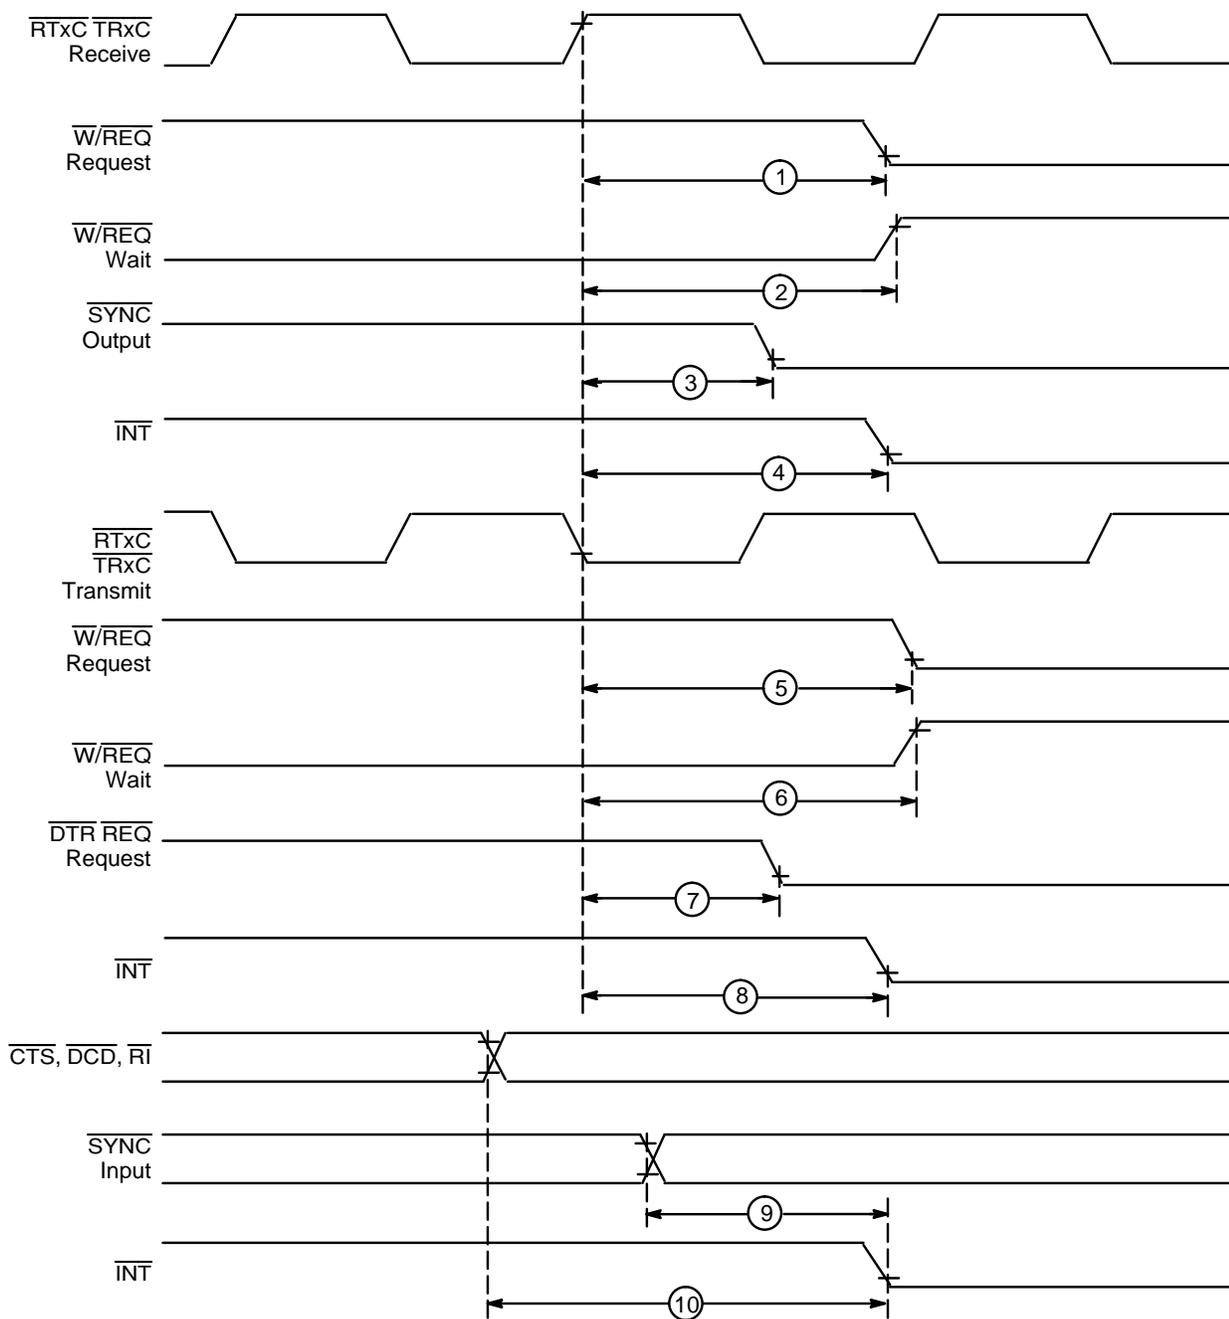 RTxC TRxC
Receive
W/REQ
Request
1
W/REQ
Wait
2
SYNC
Output
3
INT
4
RTxC
TRxC
Transmit
W/REQ
Request
5
W/REQ
Wait
6
DTR REQ
Request
7
INT
8
CTS, DCD, RI
SYNC
Input
9
INT
10